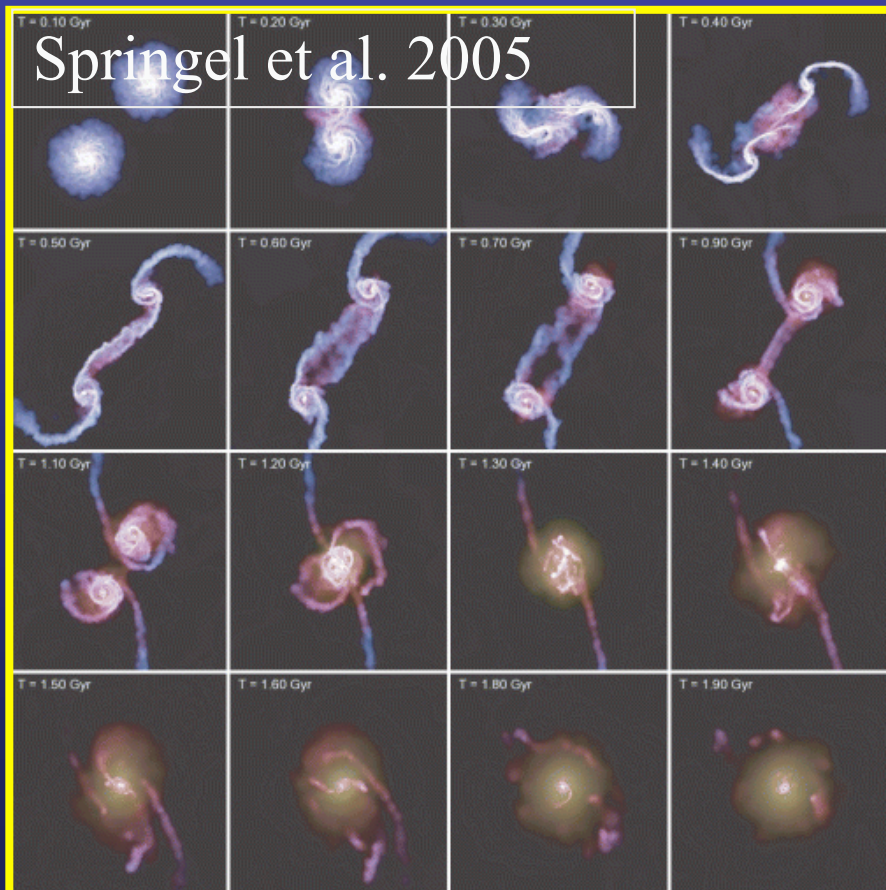 T = 0.10 Gyr
T = 0.20 Gyr
T = 0.30 Gyr
T = 0.40 Gyr
Springel et al. 2005
T = 0.50 Gyr
T = 0.60 Gyr
T = 0.70 Gyr
T = 0.90 Gyr
T = 1.10 Gyr
T = 1.20 Gyr
T = 1.30 Gyr
T = 1.40 Gyr
T = 1.50 Gyr
T = 1.60 Gyr
T = 1.80 Gyr
T = 1.90 Gyr